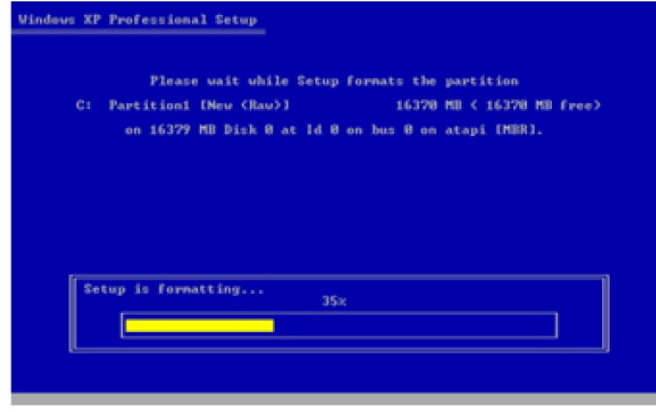 Windows XP Professional Setup
Please wait while Setup formats the partition
C: Partition1 [New (Raw)] 16370 MB ( 16370 MB free)
on 16379 MB Disk 0 at Id 0 on bus 0 on atapi [MBR].
Setup is formatting...
35%